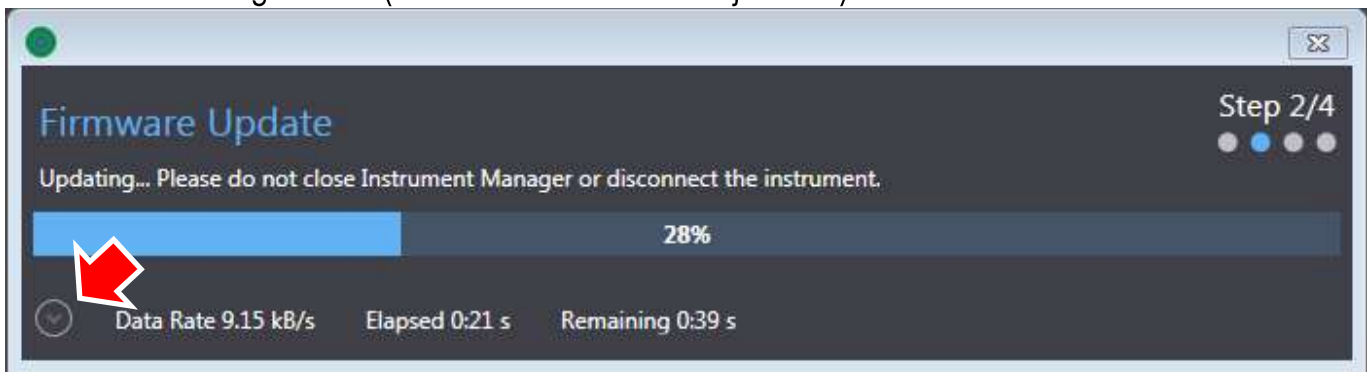 Firmware Update
Step 2/4
Updating... Please do not close Instrument Manager or disconnect the instrument.
28%
Data Rate 9.15 kB/s Elapsed 0:21 s Remaining 0:39 s